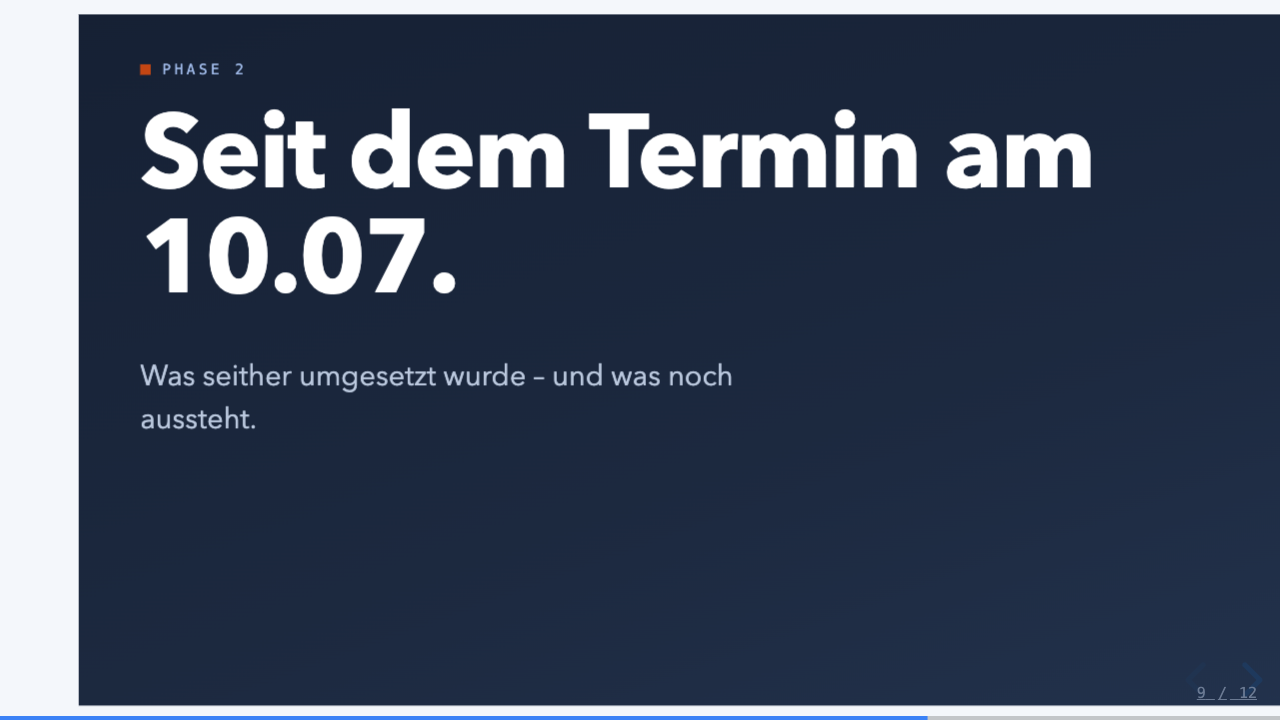 PHASE 2
Seit dem Termin am
10.07.
Was seither umgesetzt wurde – und was noch
aussteht.
9 / 12